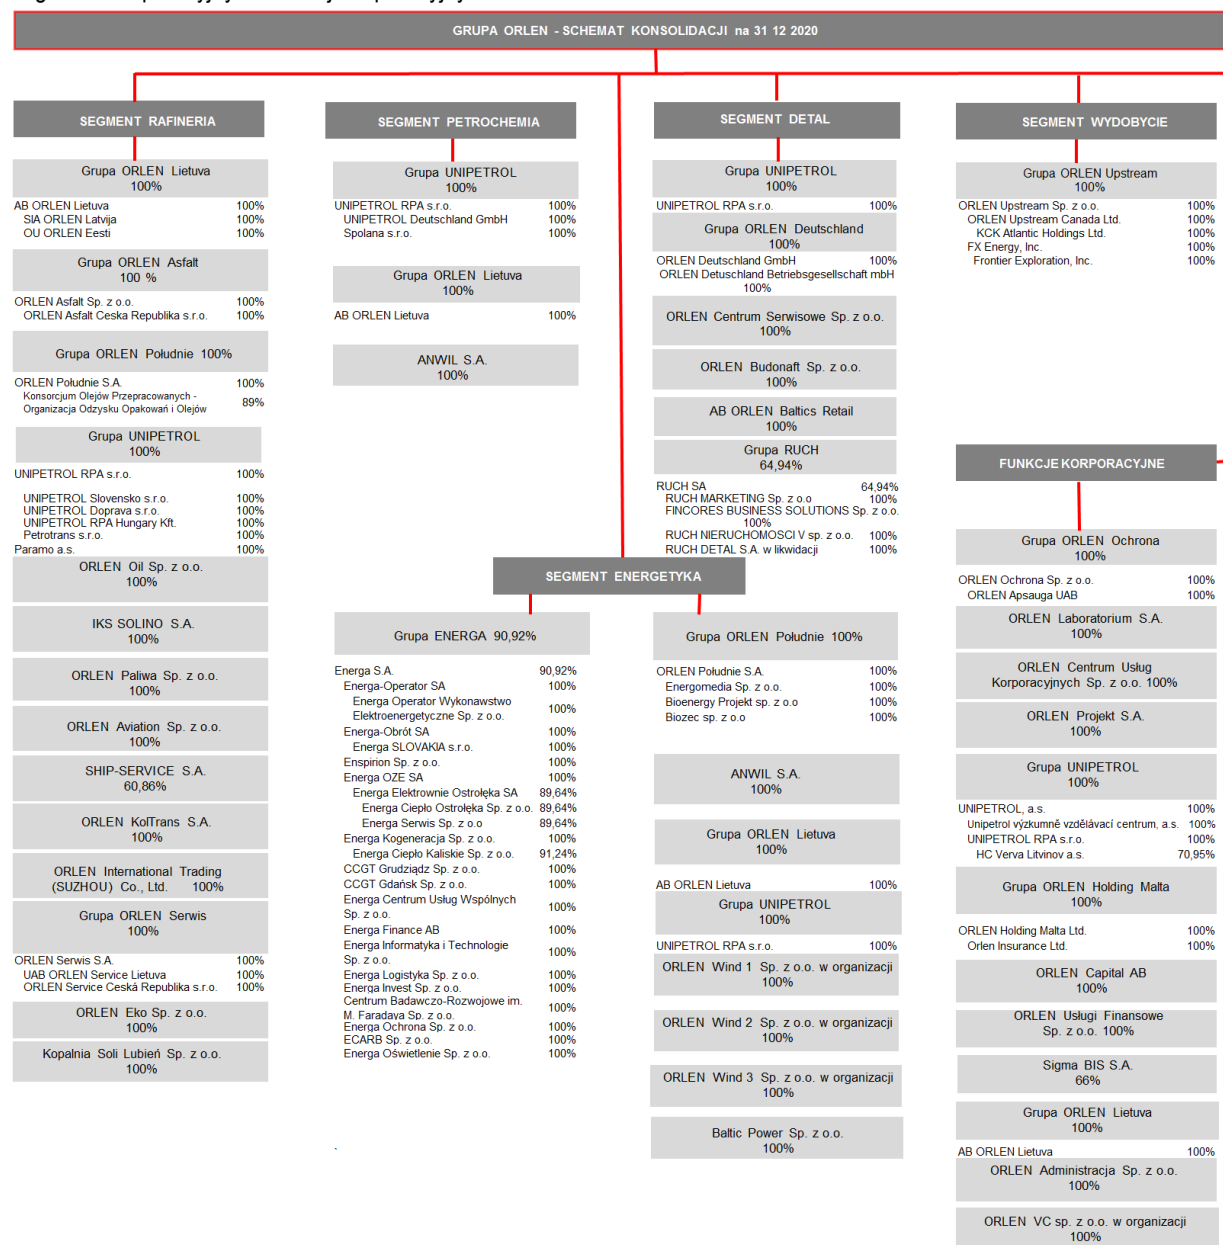 GRUPA ORLEN - SCHEMAT KONSOLIDACJI na 31 12 2020
SEGMENT RAFINERIA
Grupa ORLEN Lietuva
100%
AB ORLEN Lietuva 100%
SIA ORLEN Latvija 100%
OU ORLEN Eesti 100%
Grupa ORLEN Asfalt
100 %
ORLEN Asfalt Sp. z o.o. 100%
ORLEN Asfalt Ceska Republika s.r.o. 100%
Grupa ORLEN Południe 100%
ORLEN Południe S.A. 100%
Konsorcjum Olejów Przepracowanych -
Organizacja Odzysku Opakowań i Olejów 89%
Grupa UNIPETROL
100%
UNIPETROL RPA s.r.o. 100%
UNIPETROL Slovensko s.r.o. 100%
UNIPETROL Doprava s.r.o. 100%
UNIPETROL RPA Hungary Kft. 100%
Petrotrans s.r.o. 100%
Paramo a.s. 100%
ORLEN Oil Sp. z o.o.
100%
IKS SOLINO S.A.
100%
ORLEN Paliwa Sp. z o.o.
100%
ORLEN Aviation Sp. z o.o.
100%
SHIP-SERVICE S.A.
60,86%
ORLEN KolTrans S.A.
100%
ORLEN International Trading
(SUZHOU) Co., Ltd. 100%
Grupa ORLEN Serwis
100%
ORLEN Serwis S.A. 100%
UAB ORLEN Service Lietuva 100%
ORLEN Service Ceská Republika s.r.o. 100%
ORLEN Eko Sp. z o.o.
100%
Kopalnia Soli Lubień Sp. z o.o.
100%
SEGMENT PETROCHEMIA
Grupa UNIPETROL
100%
UNIPETROL RPA s.r.o. 100%
UNIPETROL Deutschland GmbH 100%
Spolana s.r.o. 100%
Grupa ORLEN Lietuva
100%
AB ORLEN Lietuva 100%
ANWIL S.A.
100%
SEGMENT DETAL
Grupa UNIPETROL
100%
UNIPETROL RPA s.r.o. 100%
Grupa ORLEN Deutschland
100%
ORLEN Deutschland GmbH 100%
ORLEN Detuschland Betriebsgesellschaft mbH
100%
ORLEN Centrum Serwisowe Sp. z o.o.
100%
ORLEN Budonaft Sp. z o.o.
100%
AB ORLEN Baltics Retail
100%
Grupa RUCH
64,94%
RUCH SA 64,94%
RUCH MARKETING Sp. z o.o 100%
FINCORES BUSINESS SOLUTIONS Sp. z o.o.
100%
RUCH NIERUCHOMOSCI V sp. z o.o. 100%
RUCH DETAL S.A. w likwidacji 100%
SEGMENT ENERGETYKA
Grupa ENERGA 90,92%
Energa S.A. 90,92%
Energa-Operator SA 100%
Energa Operator Wykonawstwo
Elektroenergetyczne Sp. z o.o. 100%
Energa-Obrót SA 100%
Energa SLOVAKIA s.r.o. 100%
Enspirion Sp. z o.o. 100%
Energa OZE SA 100%
Energa Elektrownie Ostrołęka SA 89,64%
Energa Ciepło Ostrołęka Sp. z o.o. 89,64%
Energa Serwis Sp. z o.o 89,64%
Energa Kogeneracja Sp. z o.o. 100%
Energa Ciepło Kaliskie Sp. z o.o. 91,24%
CCGT Grudziądz Sp. z o.o. 100%
CCGT Gdańsk Sp. z o.o. 100%
Energa Centrum Usług Wspólnych
Sp. z o.o. 100%
Energa Finance AB 100%
Energa Informatyka i Technologie
Sp. z o.o. 100%
Energa Logistyka Sp. z o.o. 100%
Energa Invest Sp. z o.o. 100%
Centrum Badawczo-Rozwojowe im.
M. Faradaya Sp. z o.o. 100%
Energa Ochrona Sp. z o.o. 100%
ECARB Sp. z o.o. 100%
Energa Oświetlenie Sp. z o.o. 100%
Grupa ORLEN Południe 100%
ORLEN Południe S.A. 100%
Energomedia Sp. z o.o. 100%
Bioenergy Projekt sp. z o.o 100%
Biozec sp. z o.o 100%
ANWIL S.A.
100%
Grupa ORLEN Lietuva
100%
AB ORLEN Lietuva 100%
Grupa UNIPETROL
100%
UNIPETROL RPA s.r.o. 100%
ORLEN Wind 1 Sp. z o.o. w organizacji
100%
ORLEN Wind 2 Sp. z o.o. w organizacji
100%
ORLEN Wind 3 Sp. z o.o. w organizacji
100%
Baltic Power Sp. z o.o.
100%
SEGMENT WYDOBYCIE
Grupa ORLEN Upstream
100%
ORLEN Upstream Sp. z o.o. 100%
ORLEN Upstream Canada Ltd. 100%
KCK Atlantic Holdings Ltd. 100%
FX Energy, Inc. 100%
Frontier Exploration, Inc. 100%
FUNKCJE KORPORACYJNE
Grupa ORLEN Ochrona
100%
ORLEN Ochrona Sp. z o.o. 100%
ORLEN Apsauga UAB 100%
ORLEN Laboratorium S.A.
100%
ORLEN Centrum Usług
Korporacyjnych Sp. z o.o. 100%
ORLEN Projekt S.A.
100%
Grupa UNIPETROL
100%
UNIPETROL, a.s. 100%
Unipetrol výzkumně vzdělávací centrum, a.s. 100%
UNIPETROL RPA s.r.o. 100%
HC Verva Litvinov a.s. 70,95%
Grupa ORLEN Holding Malta
100%
ORLEN Holding Malta Ltd. 100%
Orlen Insurance Ltd. 100%
ORLEN Capital AB
100%
ORLEN Usługi Finansowe
Sp. z o.o. 100%
Sigma BIS S.A.
66%
Grupa ORLEN Lietuva
100%
AB ORLEN Lietuva 100%
ORLEN Administracja Sp. z o.o.
100%
ORLEN VC sp. z o.o. w organizacji
100%